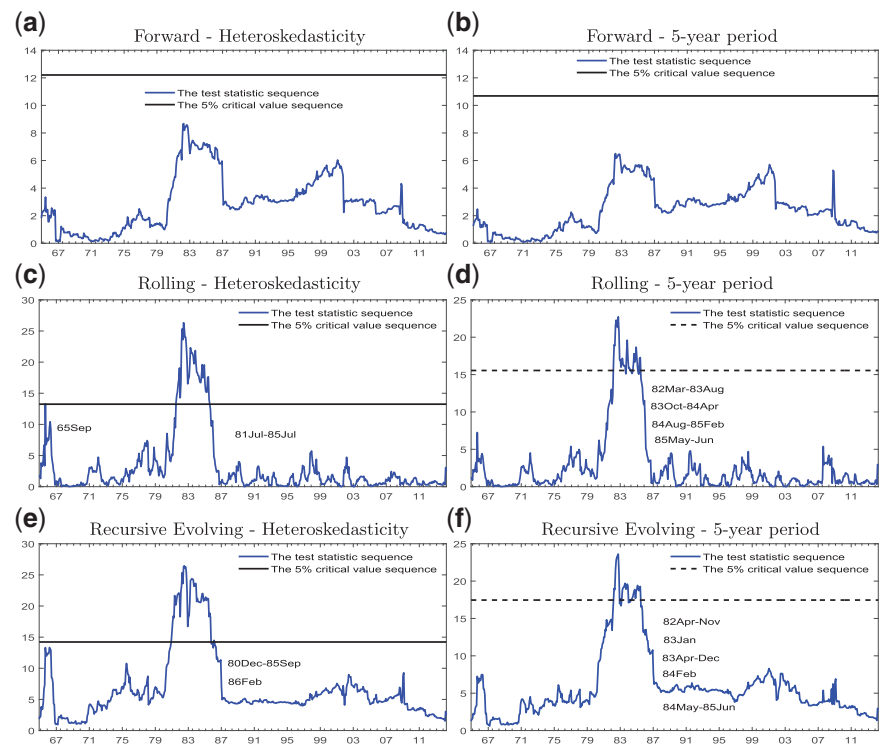 (a)
Forward - Heteroskedasticity
14
12
10
8
6
4
2
0
The test statistic sequence
The 5% critical value sequence
67 71 75 79 83 87 91 95 99 03 07 11
(b)
Forward - 5-year period
14
12
10
8
6
4
2
0
The test statistic sequence
The 5% critical value sequence
67 71 75 79 83 87 91 95 99 03 07 11
(c)
Rolling - Heteroskedasticity
30
25
20
15
10
5
0
The test statistic sequence
The 5% critical value sequence
65Sep
81Jul-85Jul
67 71 75 79 83 87 91 95 99 03 07 11
(d)
Rolling - 5-year period
25
20
15
10
5
0
The test statistic sequence
The 5% critical value sequence
82Mar-83Aug
83Oct-84Apr
84Aug-85Feb
85May-Jun
67 71 75 79 83 87 91 95 99 03 07 11
(e)
Recursive Evolving - Heteroskedasticity
30
25
20
15
10
5
0
The test statistic sequence
The 5% critical value sequence
80Dec-85Sep
86Feb
67 71 75 79 83 87 91 95 99 03 07 11
(f)
Recursive Evolving - 5-year period
25
20
15
10
5
0
The test statistic sequence
The 5% critical value sequence
82Apr-Nov
83Jan
83Apr-Dec
84Feb
84May-85Jun
67 71 75 79 83 87 91 95 99 03 07 11